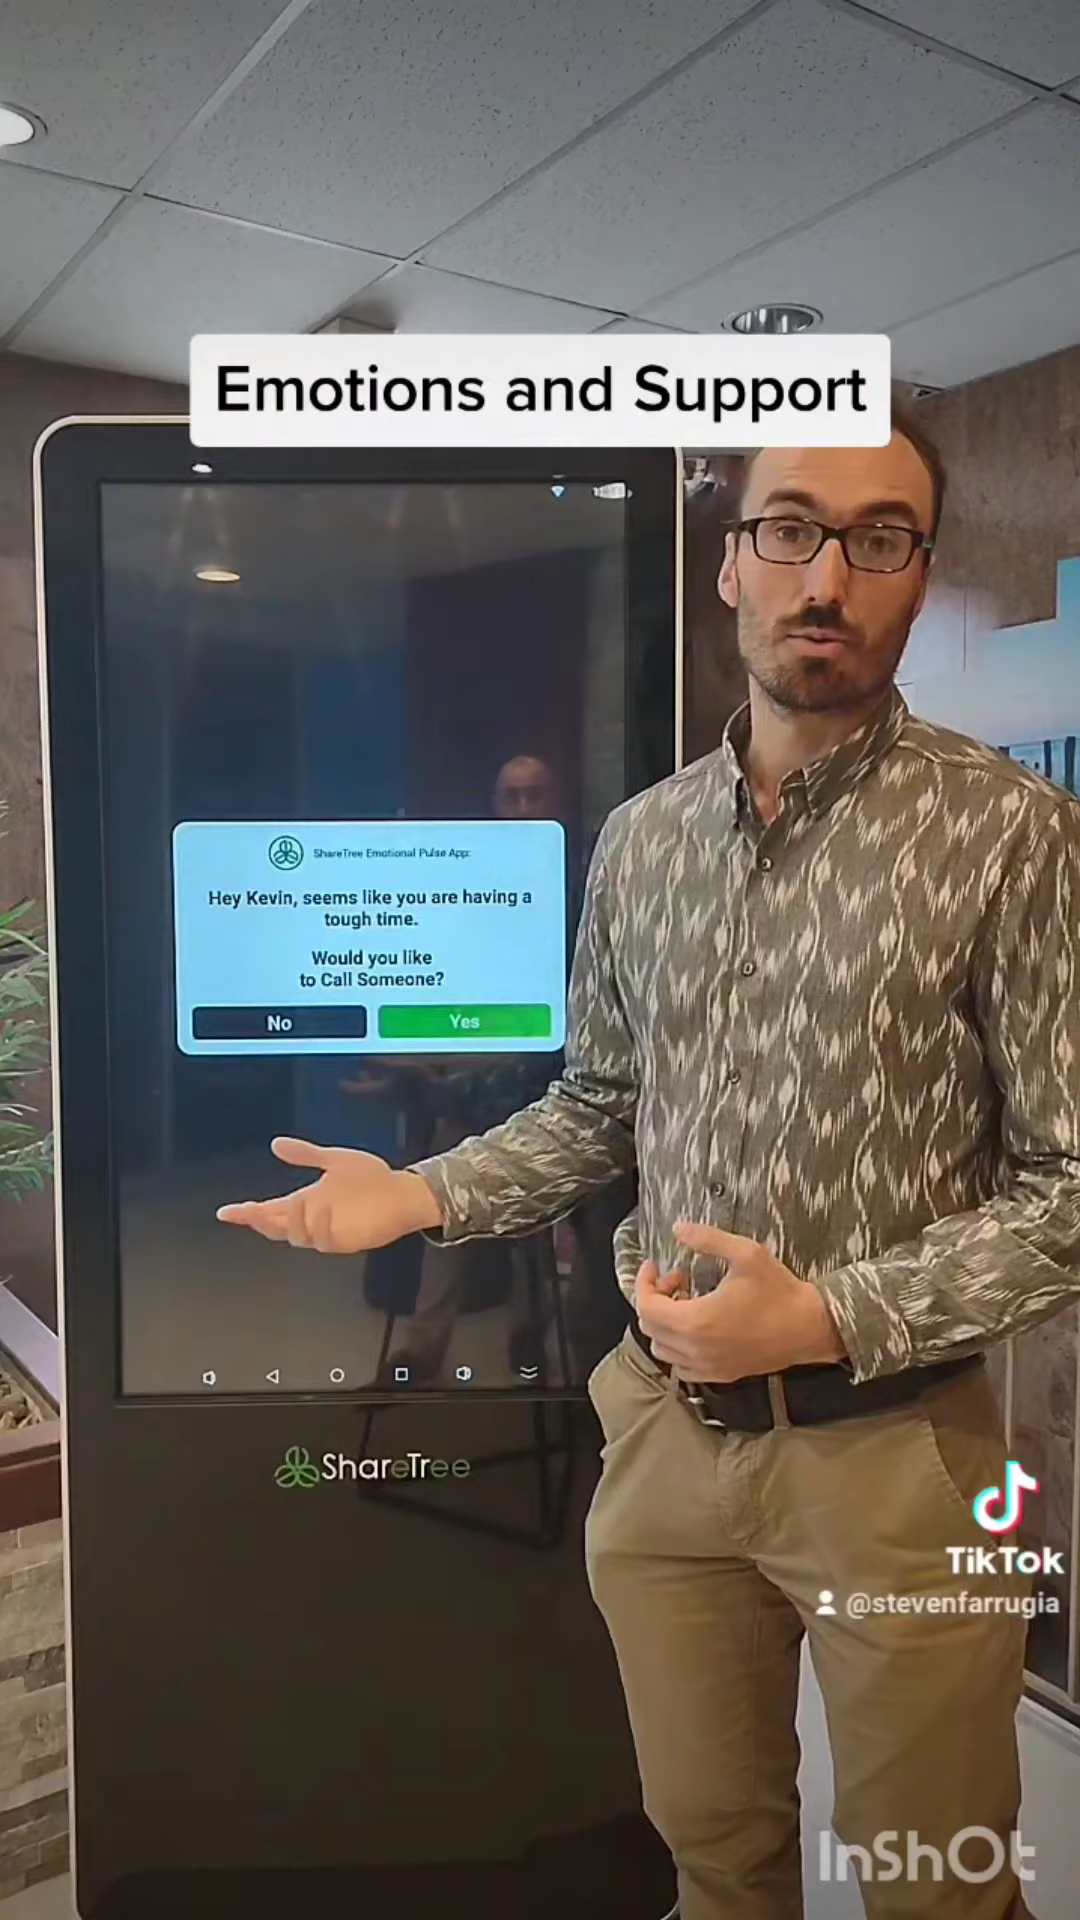 Emotions and Support
ShareTree Emotional Pulse App:
Hey Kevin, seems like you are having a
tough time.
Would you like
to Call Someone?
No
Yes
ShareTree
TikTok
@stevenfarrugia
InShOt